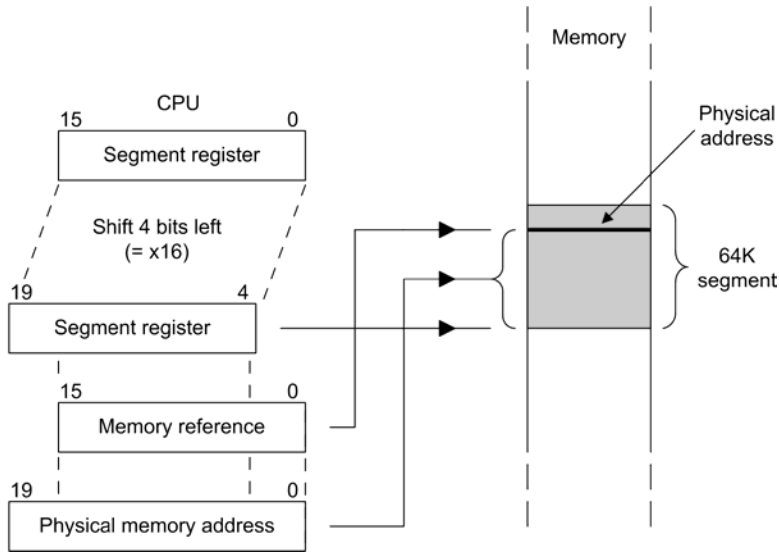 Memory
CPU
15 0
Segment register
Physical
address
Shift 4 bits left
(= x16)
64K
segment
19 4
Segment register
15 0
Memory reference
19 0
Physical memory address